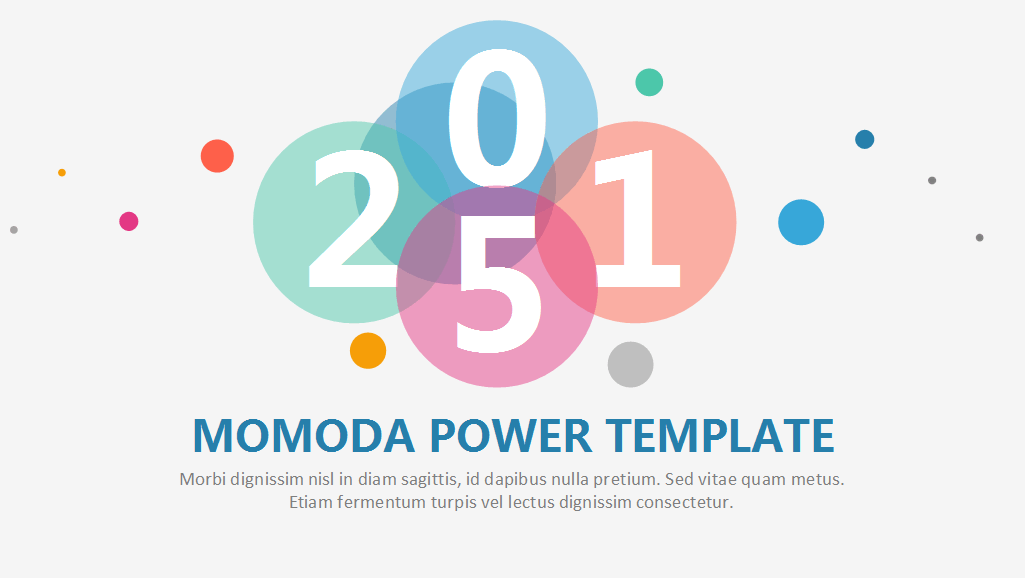 2 0 1 5
MOMODA POWER TEMPLATE
Morbi dignissim nisl in diam sagittis, id dapibus nulla pretium. Sed vitae quam metus.
Etiam fermentum turpis vel lectus dignissim consectetur.